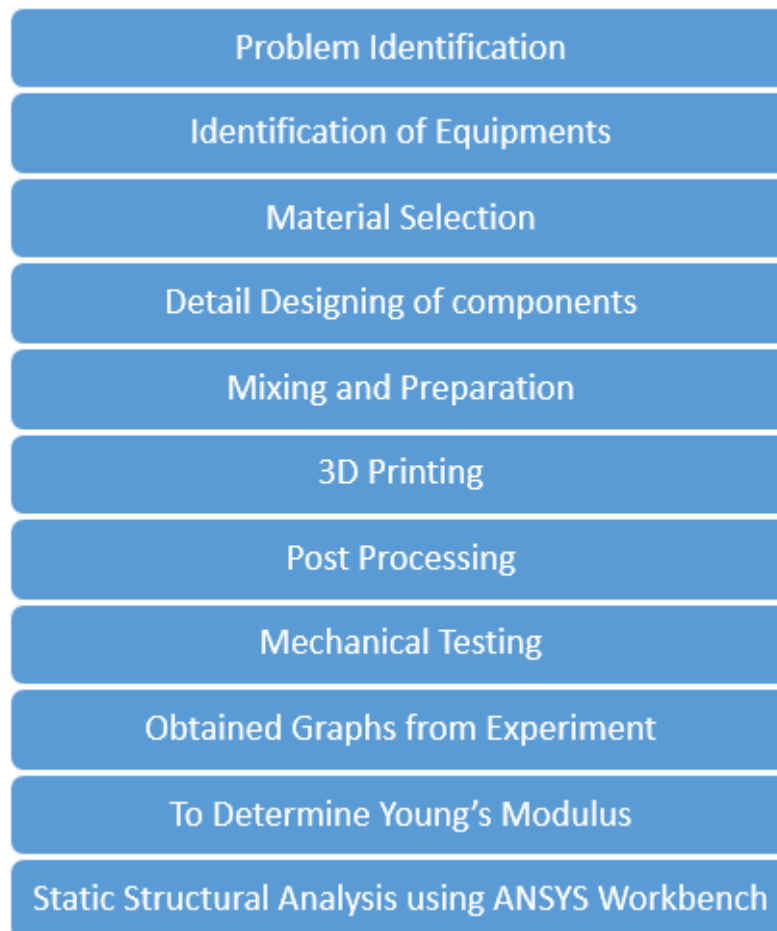 Problem Identification
Identification of Equipments
Material Selection
Detail Designing of components
Mixing and Preparation
3D Printing
Post Processing
Mechanical Testing
Obtained Graphs from Experiment
To Determine Young’s Modulus
Static Structural Analysis using ANSYS Workbench